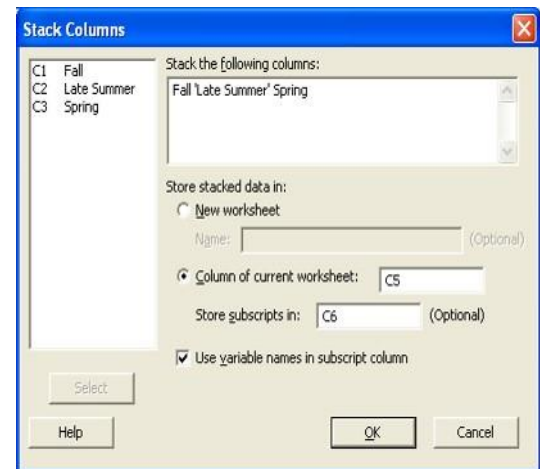 Stack Columns
C1 Fall
C2 Late Summer
C3 Spring
Stack the following columns:
Fall 'Late Summer' Spring
Store stacked data in:
New worksheet
Name: (Optional)
Column of current worksheet: C5
Store subscripts in: C6 (Optional)
Use variable names in subscript column
Select
Help OK Cancel